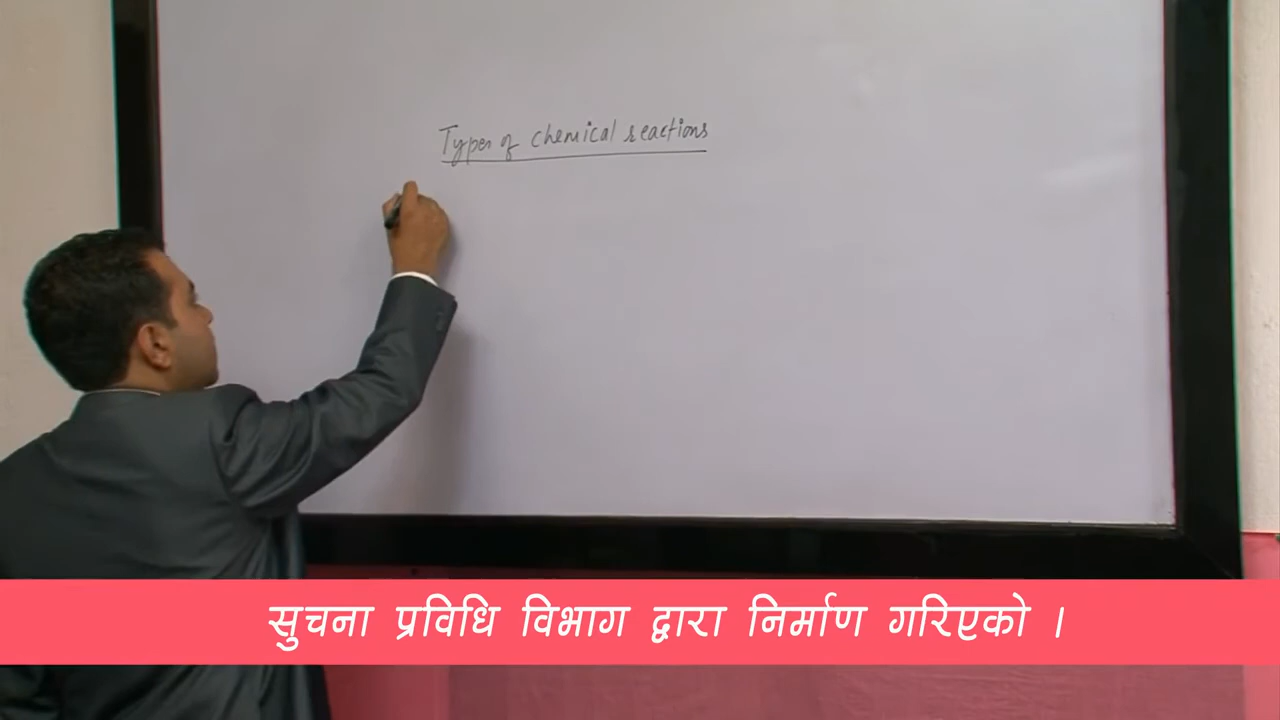 Types of chemical reactions
सुचना प्रविधि विभाग द्वारा निर्माण गरिएको ।